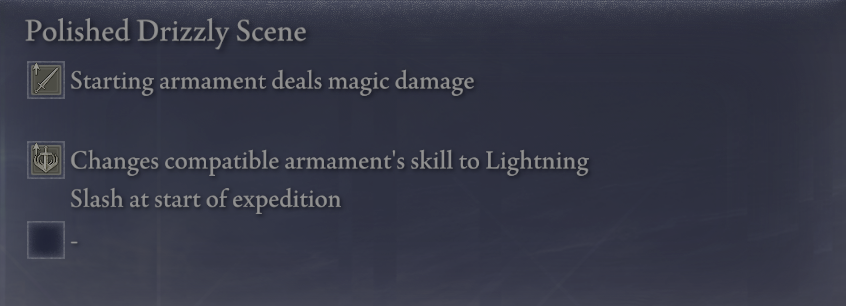 Polished Drizzly Scene
Starting armament deals magic damage
Changes compatible armament's skill to Lightning
Slash at start of expedition
-